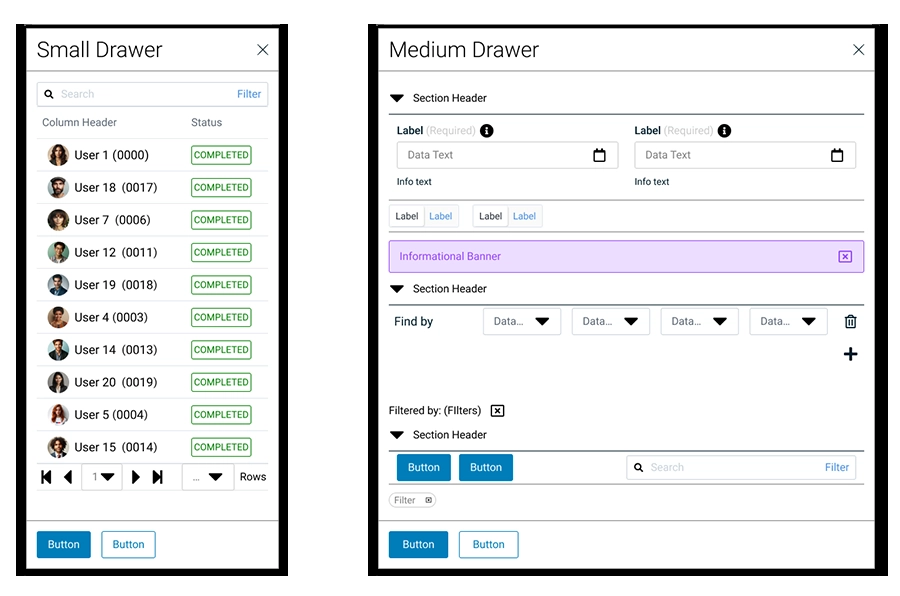 Small Drawer
Search Filter
Column Header Status
User 1 (0000) COMPLETED
User 18 (0017) COMPLETED
User 7 (0006) COMPLETED
User 12 (0011) COMPLETED
User 19 (0018) COMPLETED
User 4 (0003) COMPLETED
User 14 (0013) COMPLETED
User 20 (0019) COMPLETED
User 5 (0004) COMPLETED
User 15 (0014) COMPLETED
1 ... Rows
Button Button
Medium Drawer
Section Header
Label (Required) Label (Required)
Data Text Data Text
Info text Info text
Label Label Label Label
Informational Banner
Section Header
Find by Data... Data... Data... Data...
Filtered by: (FIlters)
Section Header
Button Button Search Filter
Filter
Button Button